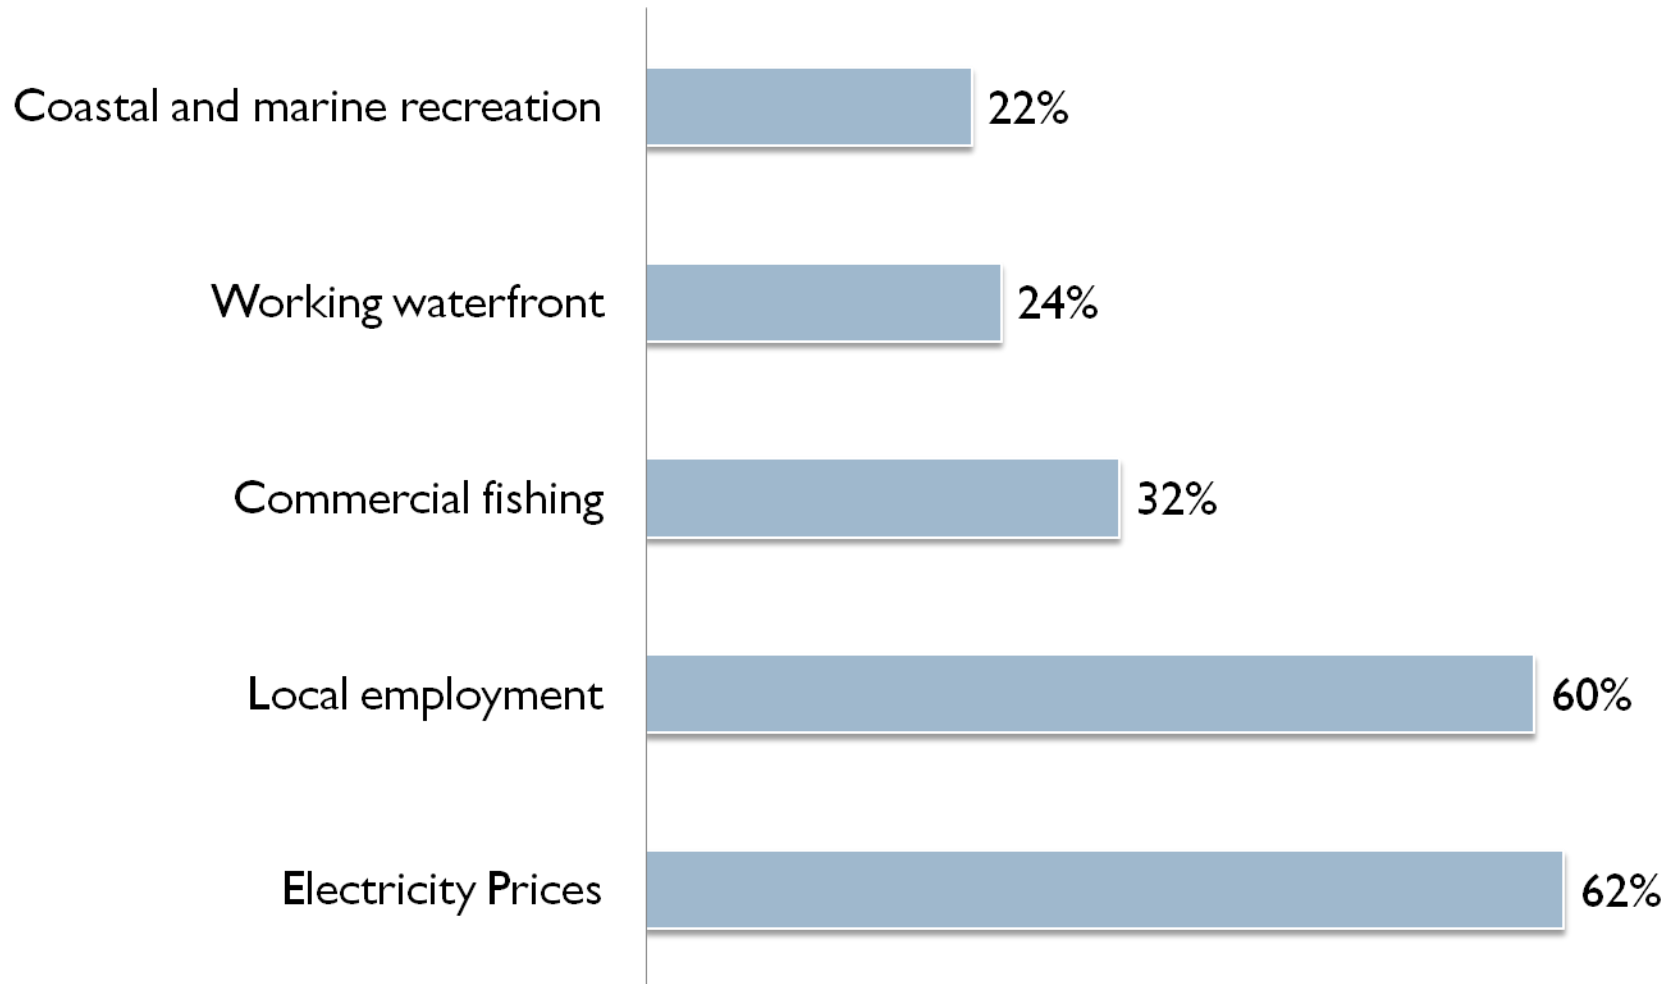 Coastal and marine recreation 22%
Working waterfront 24%
Commercial fishing 32%
Local employment 60%
Electricity Prices 62%